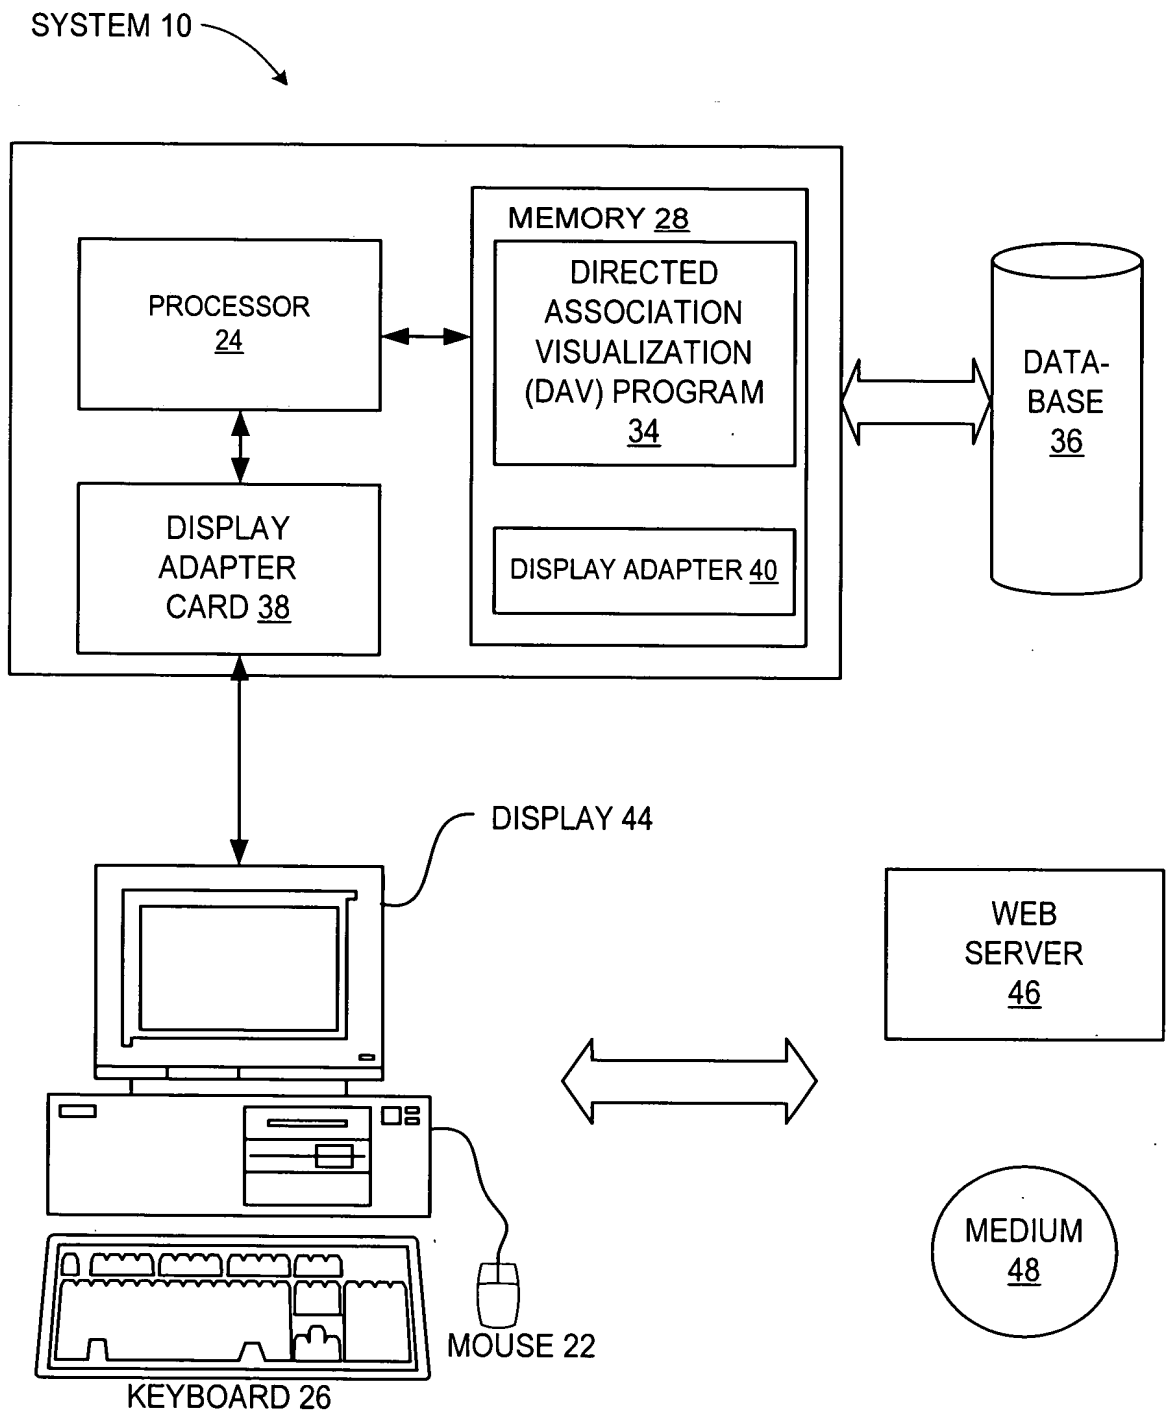 SYSTEM 10
MEMORY 28
PROCESSOR
24
DIRECTED
ASSOCIATION
VISUALIZATION
(DAV) PROGRAM
34
DATA-
BASE
36
DISPLAY
ADAPTER
CARD 38
DISPLAY ADAPTER 40
DISPLAY 44
WEB
SERVER
46
MEDIUM
48
MOUSE 22
KEYBOARD 26